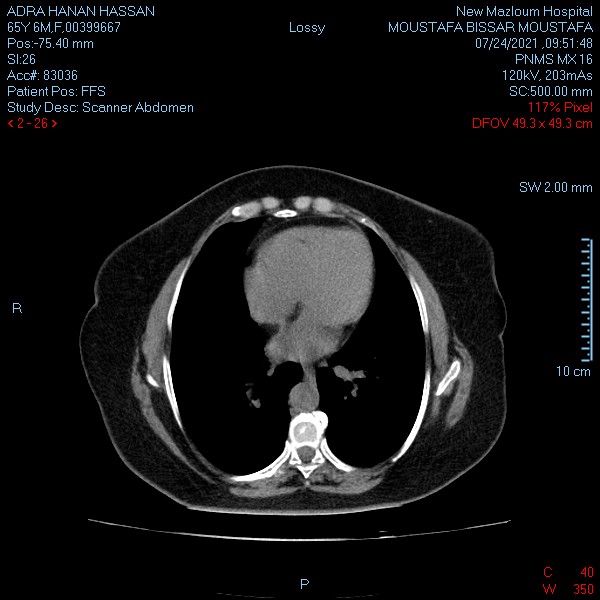 ADRA HANAN HASSAN
65Y 6M,F,00399667
Pos:-75.40 mm
SI:26
Acc#: 83036
Patient Pos: FFS
Study Desc: Scanner Abdomen
< 2 - 26 >
Lossy
New Mazloum Hospital
MOUSTAFA BISSAR MOUSTAFA
07/24/2021 ,09:51:48
PNMS MX 16
120kV, 203mAs
SC:500.00 mm
117% Pixel
DFOV 49.3 x 49.3 cm
SW 2.00 mm
R
10 cm
P
C 40
W 350